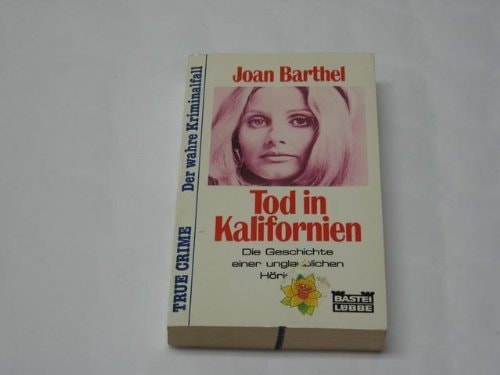 Joan Barthel
Tod in
Kalifornien
Die Geschichte
einer
TRUE CRIME Der wahre Kriminalfall
BASTEI
LÜBBE